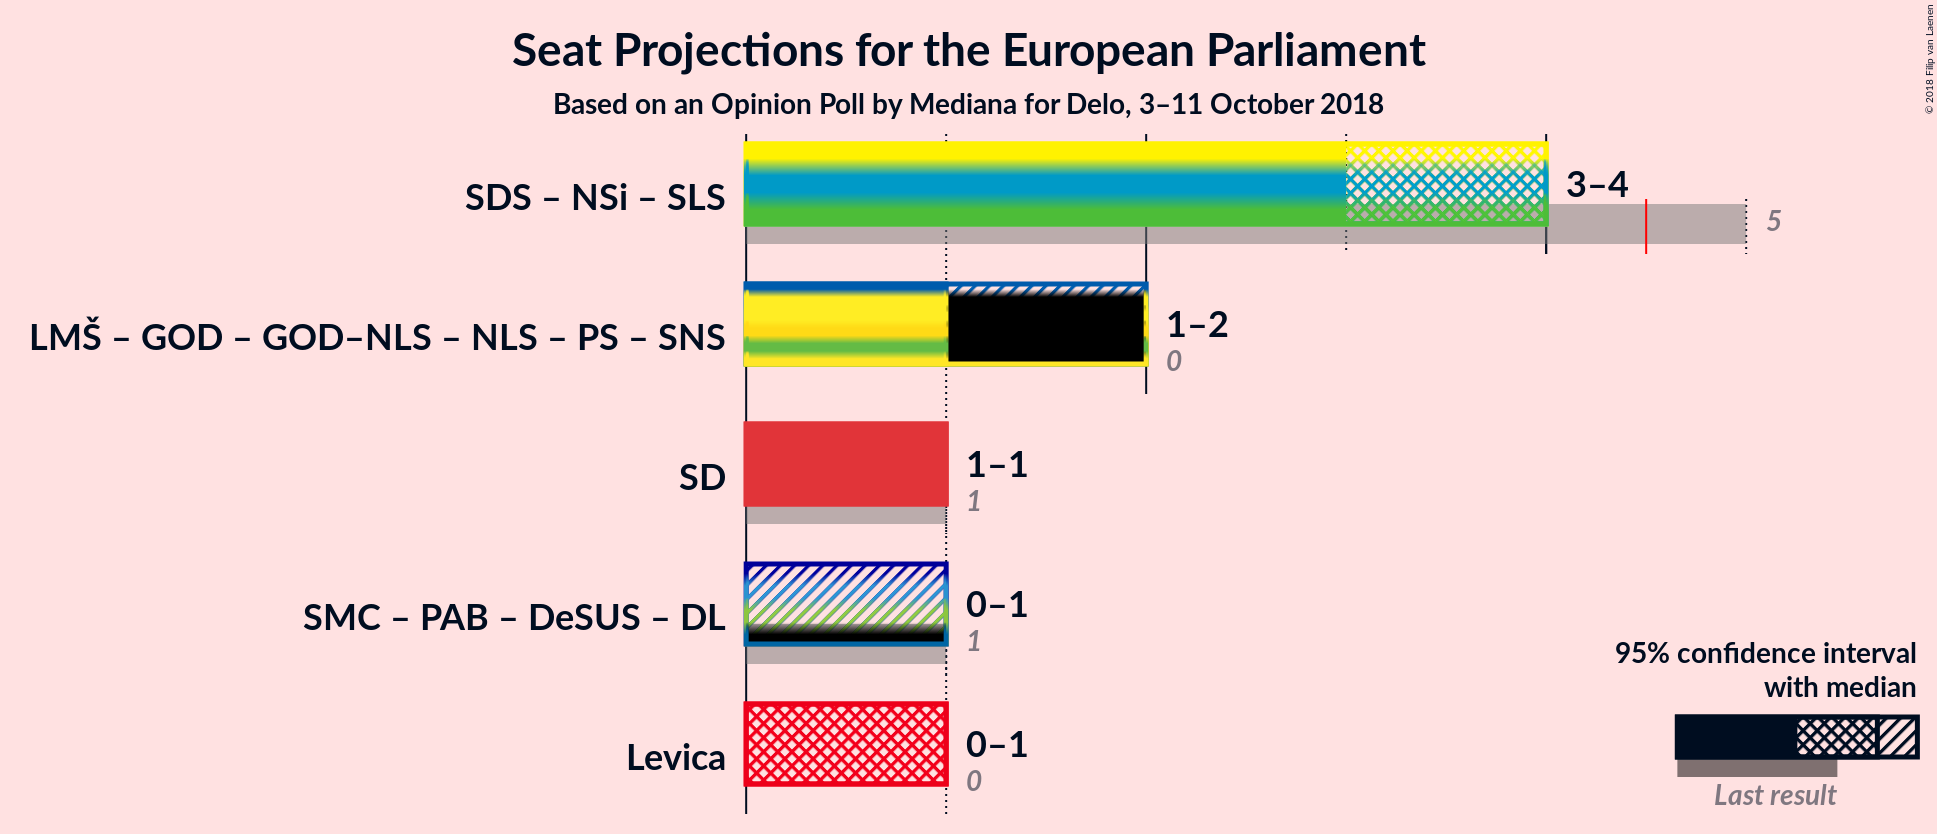 Seat Projections for the European Parliament
Based on an Opinion Poll by Mediana for Delo, 3–11 October 2018
© 2018 Filip van Laenen
SDS – NSi – SLS
3–4
5
LMŠ – GOD – GOD–NLS – NLS – PS – SNS
1–2
0
SD
1–1
1
SMC – PAB – DeSUS – DL
0–1
1
Levica
0–1
0
95% confidence interval
with median
Last result